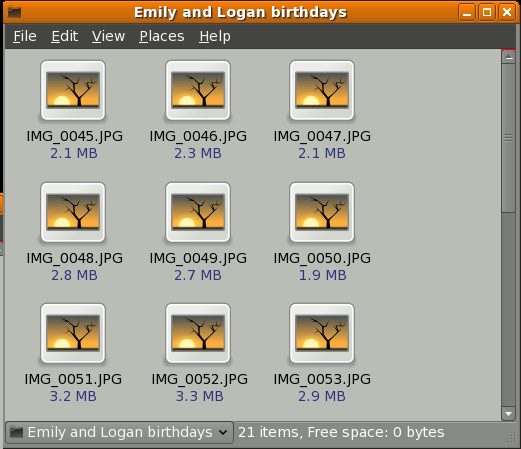 Emily and Logan birthdays
File Edit View Places Help
IMG_0045.JPG IMG_0046.JPG IMG_0047.JPG
2.1 MB 2.3 MB 2.1 MB
IMG_0048.JPG IMG_0049.JPG IMG_0050.JPG
2.8 MB 2.7 MB 1.9 MB
IMG_0051.JPG IMG_0052.JPG IMG_0053.JPG
3.2 MB 3.3 MB 2.9 MB
Emily and Logan birthdays 21 items, Free space: 0 bytes